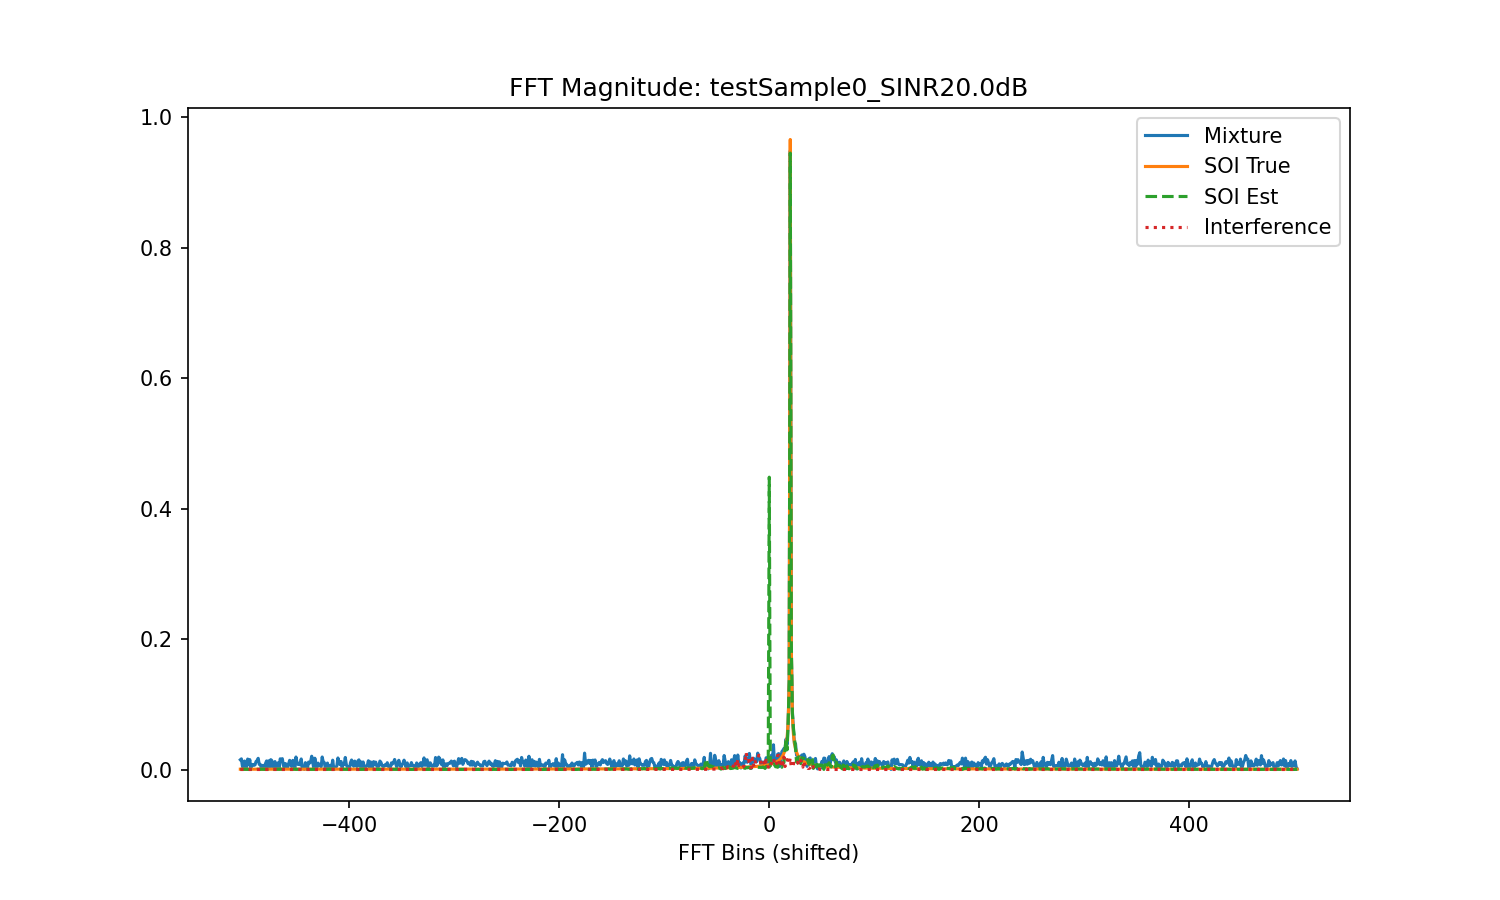 FFT Magnitude: testSample0_SINR20.0dB
1.0
0.8
0.6
0.4
0.2
0.0
Mixture
SOI True
SOI Est
Interference
−400
−200
0
200
400
FFT Bins (shifted)